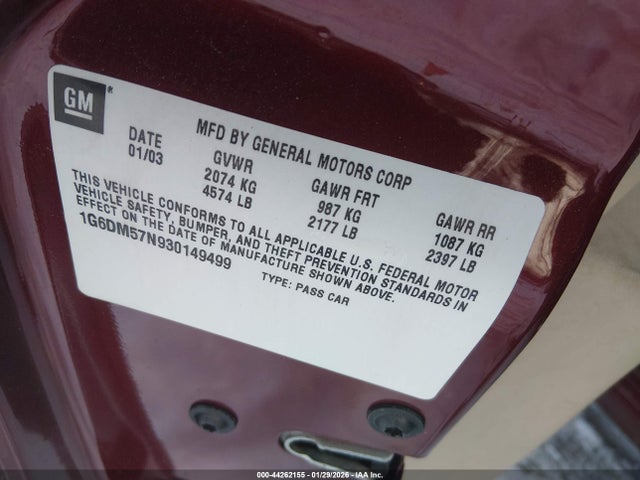 GM®
MFD BY GENERAL MOTORS CORP
DATE GVWR GAWR FRT GAWR RR
01/03 2074 KG 987 KG 1087 KG
4574 LB 2177 LB 2397 LB
THIS VEHICLE CONFORMS TO ALL APPLICABLE U.S. FEDERAL MOTOR
VEHICLE SAFETY, BUMPER, AND THEFT PREVENTION STANDARDS IN
EFFECT ON THE DATE OF MANUFACTURE SHOWN ABOVE.
1G6DM57N930149499
TYPE: PASS CAR
000-44262155 - 01/29/2026 - IAA, Inc.